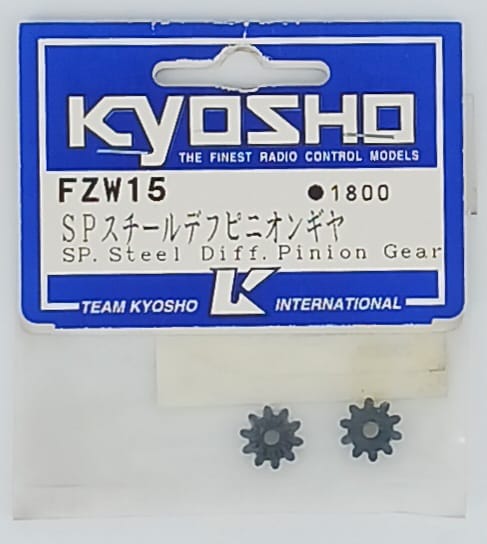 KYOSHO
THE FINEST RADIO CONTROL MODELS
FZW15 ●1800
SPスチールデフピニオンギヤ
SP. Steel Diff. Pinion Gear
TEAM KYOSHO K INTERNATIONAL